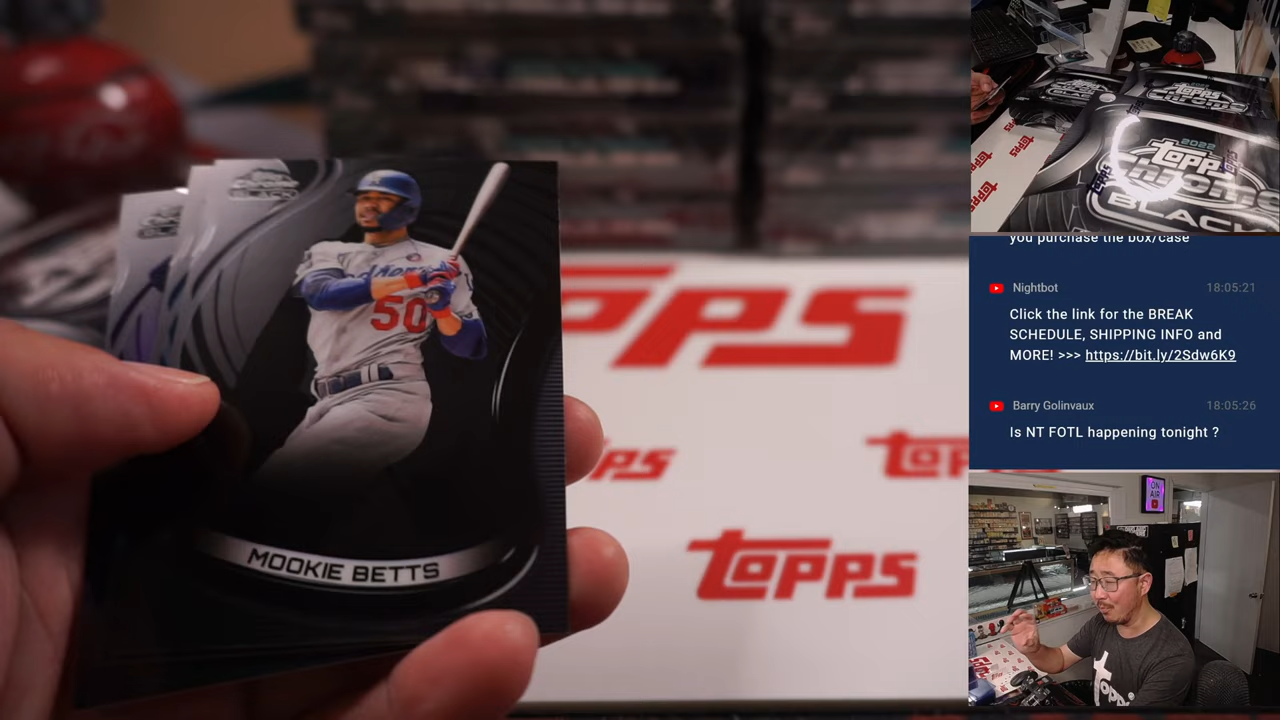 TOPPS
TOPPS
Dodgers
50
MOOKIE BETTS
topps
2022
topps
Chrome
BLACK
you purchase the box/case
Nightbot
18:05:21
Click the link for the BREAK
SCHEDULE, SHIPPING INFO and
MORE! >>> https://bit.ly/2Sdw6K9
Barry Golinvaux
18:05:26
Is NT FOTL happening tonight ?
ON
AIR
topps